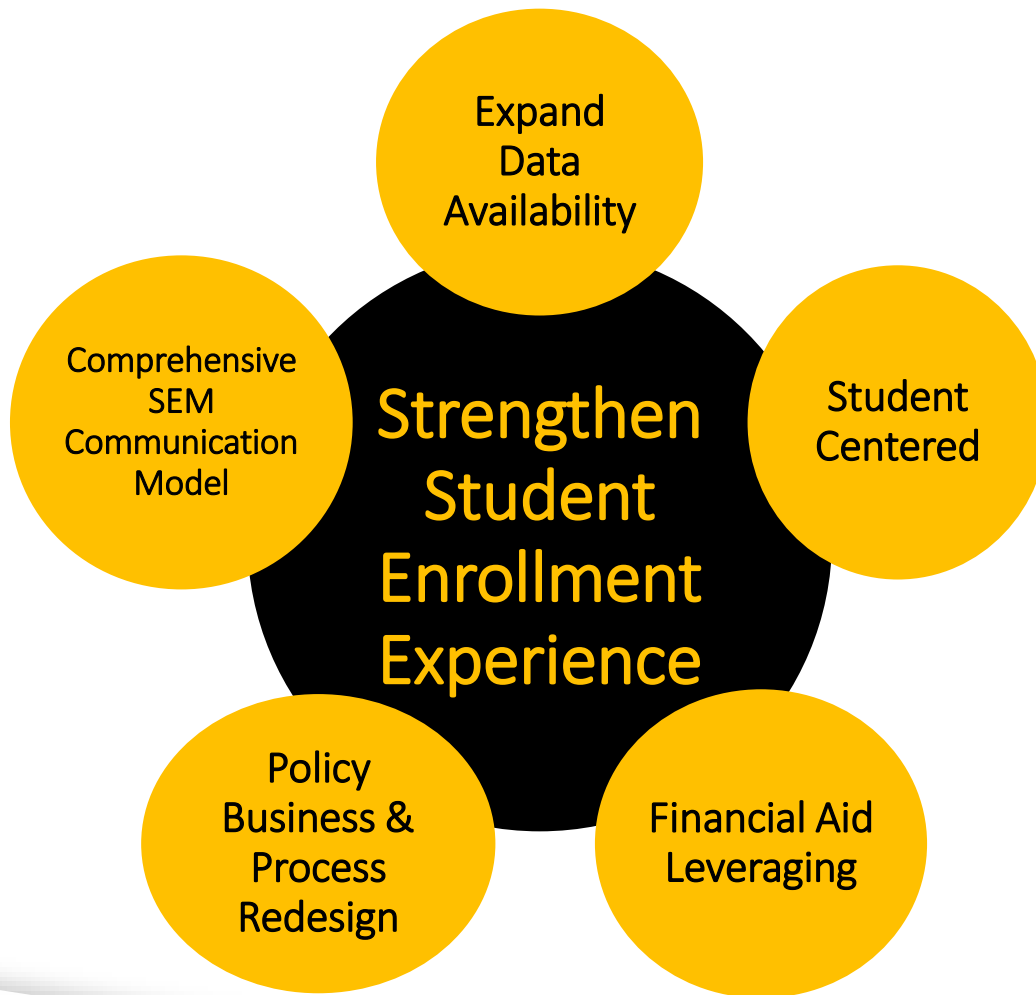 Expand
Data
Availability
Comprehensive
SEM
Communication
Model
Strengthen
Student
Enrollment
Experience
Student
Centered
Policy
Business &
Process
Redesign
Financial Aid
Leveraging